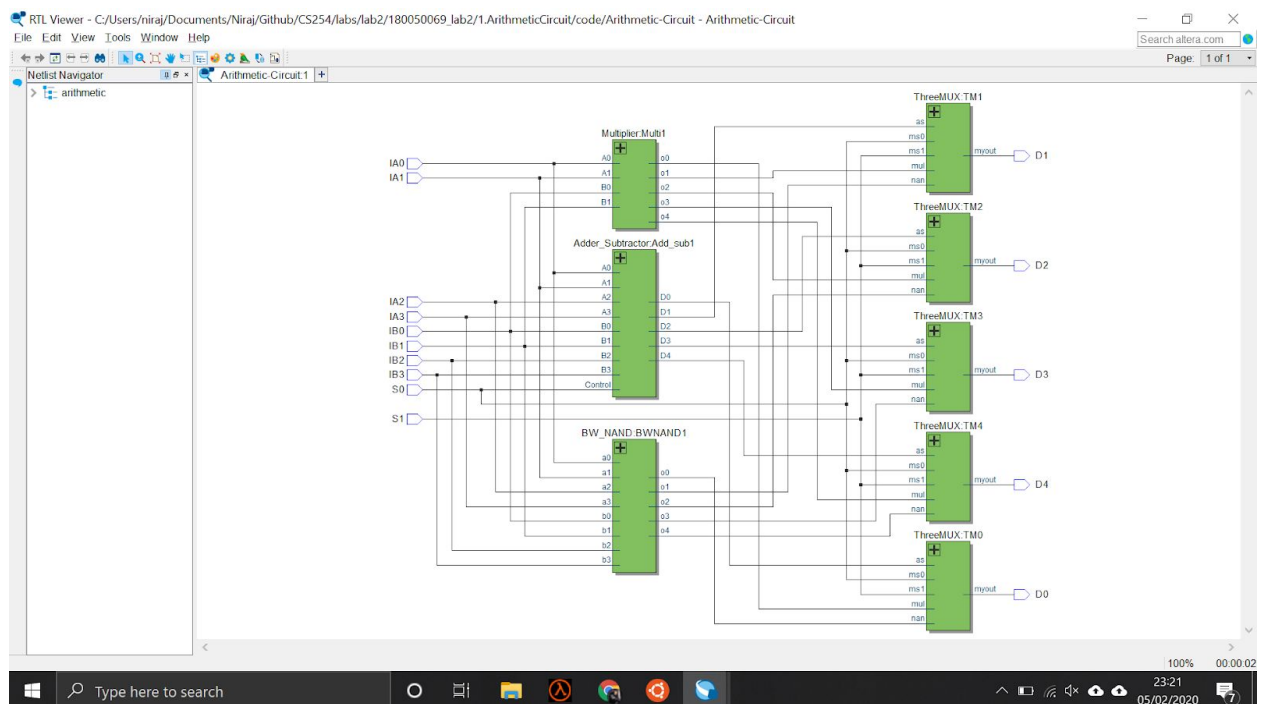 RTL Viewer - C:/Users/niraj/Documents/Niraj/Github/CS254/labs/lab2/180050069_lab2/1.ArithmeticCircuit/code/Arithmetic-Circuit - Arithmetic-Circuit
File Edit View Tools Window Help
Search altera.com
Page: 1 of 1
Netlist Navigator
Arithmetic-Circuit:1
arithmetic
IA0
IA1
IA2
IA3
IB0
IB1
IB2
IB3
S0
S1
Multiplier:Multi1
A0 o0
A1 o1
B0 o2
B1 o3
o4
Adder_Subtractor:Add_sub1
A0
A1
A2 D0
A3 D1
B0 D2
B1 D3
B2 D4
B3
Control
BW_NAND:BWNAND1
a0 o0
a1 o1
a2 o2
a3 o3
b0 o4
b1
b2
b3
ThreeMUX:TM1
as
ms0
ms1 myout D1
mul
nan
ThreeMUX:TM2
as
ms0
ms1 myout D2
mul
nan
ThreeMUX:TM3
as
ms0
ms1 myout D3
mul
nan
ThreeMUX:TM4
as
ms0
ms1 myout D4
mul
nan
ThreeMUX:TM0
as
ms0
ms1 myout D0
mul
nan
100% 00:00:02
Type here to search
23:21
05/02/2020
7